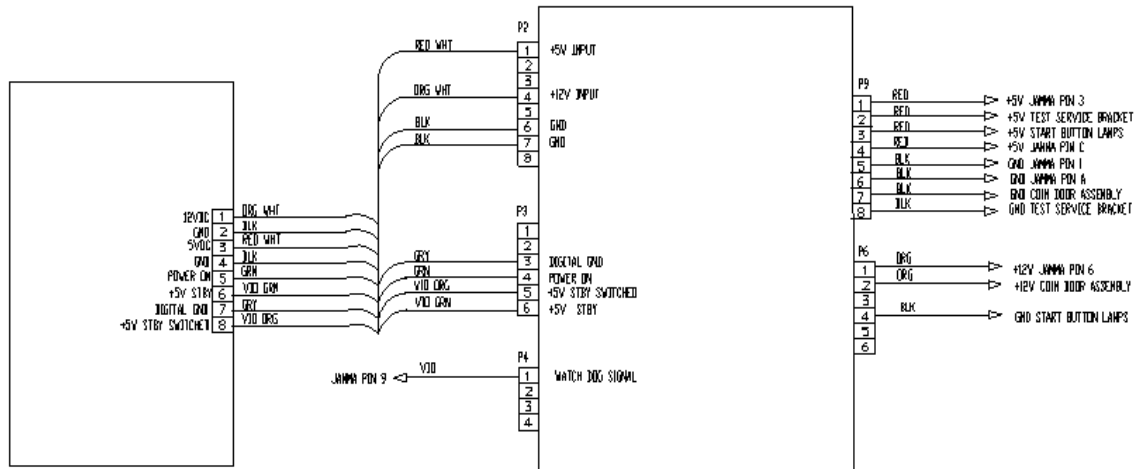 12VDC 1 ORG WHT
GND 2 BLK
5VDC 3 RED WHT
GND 4 BLK
POWER ON 5 GRN
+5V STBY 6 VIO GRN
DIGITAL GND 7 GRY
+5V STBY SWITCHET 8 VIO ORG
P2
RED WHT 1 +5V INPUT
2
3
ORG WHT 4 +12V INPUT
5
BLK 6 GND
BLK 7 GND
8
P3
1
2
GRY 3 DIGITAL GND
GRN 4 POWER ON
VIO ORG 5 +5V STBY SWITCHED
VIO GRN 6 +5V STBY
P4
JAMMA PIN 9 VIO 1 WATCH DOG SIGNAL
2
3
4
P9
1 RED +5V JAMMA PIN 3
2 RED +5V TEST SERVICE BRACKET
3 RED +5V START BUTTON LAMPS
4 RED +5V JAMMA PIN C
5 BLK GND JAMMA PIN 1
6 BLK GND JAMMA PIN A
7 BLK GND COIN DOOR ASSEMBLY
8 BLK GND TEST SERVICE BRACKET
P6
1 ORG +12V JAMMA PIN 6
2 ORG +12V COIN DOOR ASSEMBLY
3
4 BLK GND START BUTTON LAMPS
5
6